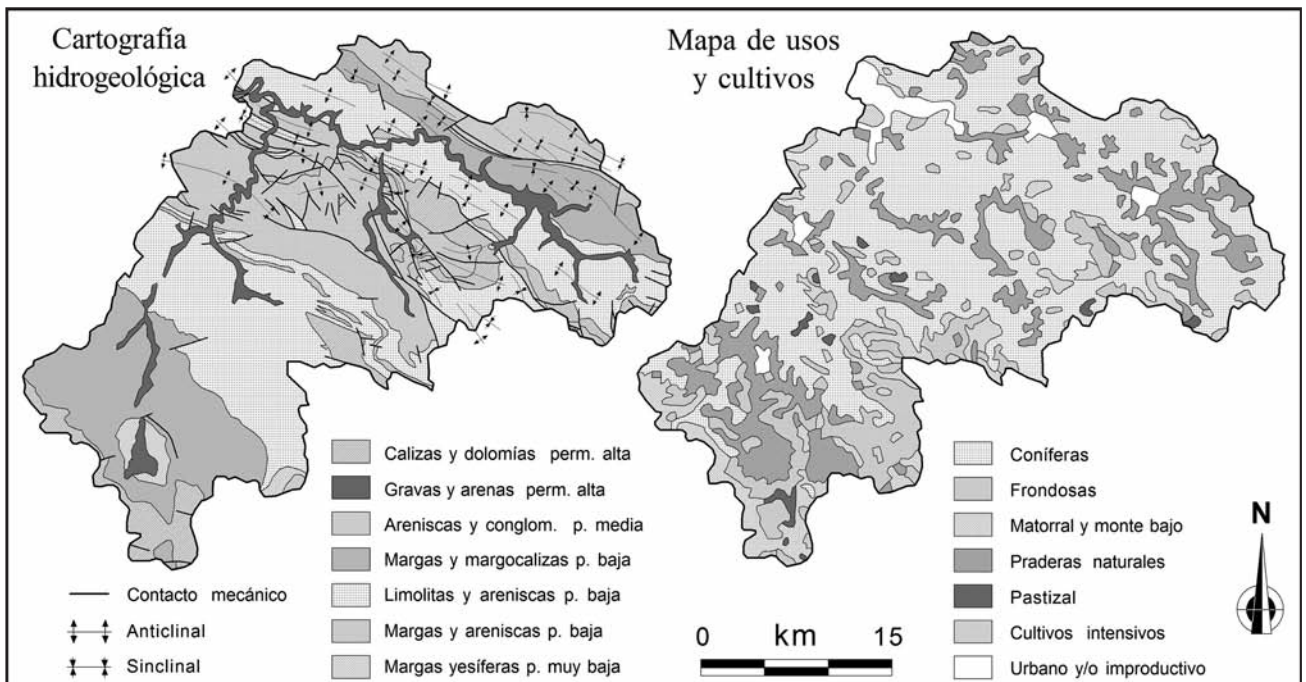 Cartografía
hidrogeológica
Mapa de usos
y cultivos
Calizas y dolomías perm. alta
Gravas y arenas perm. alta
Areniscas y conglom. p. media
Margas y margocalizas p. baja
Limolitas y areniscas p. baja
Margas y areniscas p. baja
Margas yesíferas p. muy baja
Contacto mecánico
Anticlinal
Sinclinal
0 km 15
Coníferas
Frondosas
Matorral y monte bajo
Praderas naturales
Pastizal
Cultivos intensivos
Urbano y/o improductivo
N